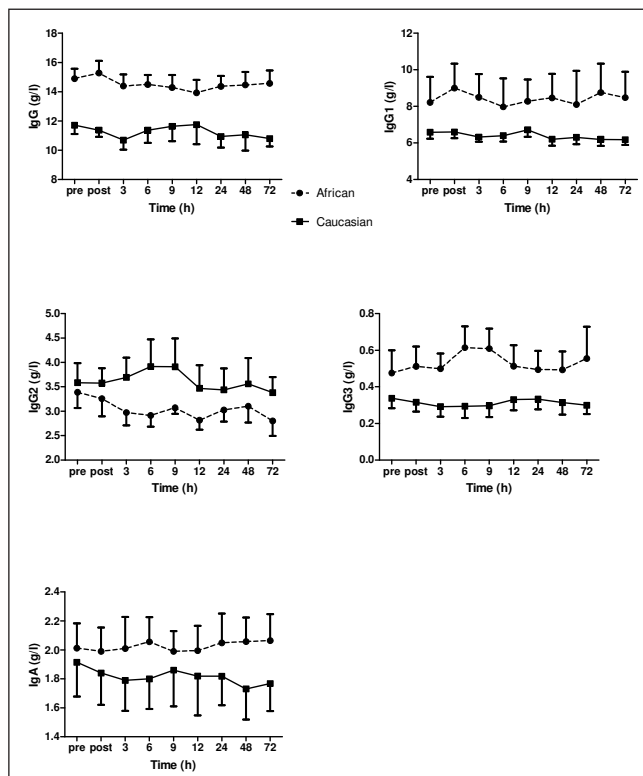 IgG (g/l)
18
16
14
12
10
8
pre post 3 6 9 12 24 48 72
Time (h)
IgG1 (g/l)
12
10
8
6
4
pre post 3 6 9 12 24 48 72
Time (h)
African
Caucasian
IgG2 (g/l)
5.0
4.5
4.0
3.5
3.0
2.5
2.0
pre post 3 6 9 12 24 48 72
Time (h)
IgG3 (g/l)
0.8
0.6
0.4
0.2
0.0
pre post 3 6 9 12 24 48 72
Time (h)
IgA (g/l)
2.4
2.2
2.0
1.8
1.6
1.4
pre post 3 6 9 12 24 48 72
Time (h)